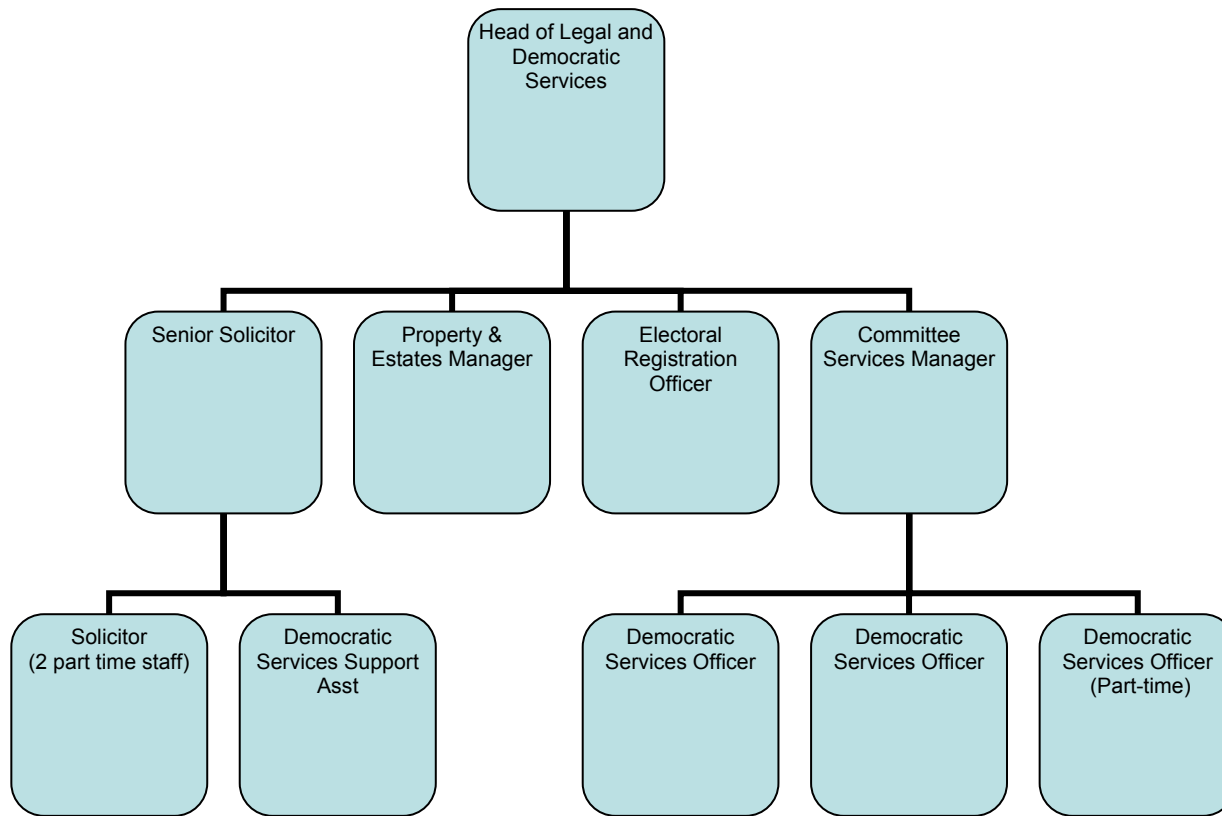 Head of Legal and
Democratic
Services
Senior Solicitor
Property &
Estates Manager
Electoral
Registration
Officer
Committee
Services Manager
Solicitor
(2 part time staff)
Democratic
Services Support
Asst
Democratic
Services Officer
Democratic
Services Officer
Democratic
Services Officer
(Part-time)